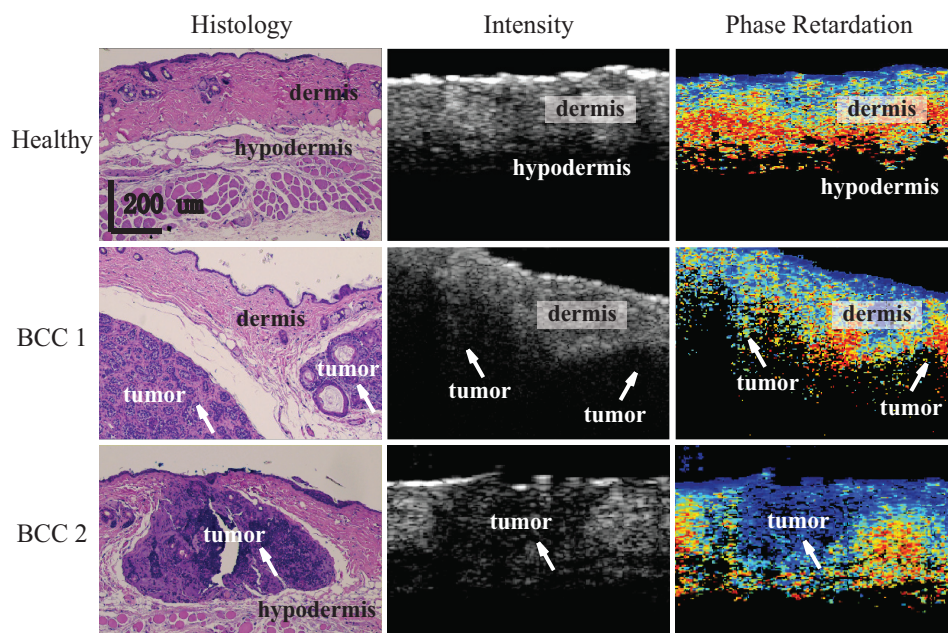 Histology Intensity Phase Retardation
Healthy
dermis
hypodermis
200 um
dermis
hypodermis
hypodermis
BCC 1
dermis
tumor
tumor
dermis
tumor
tumor
dermis
tumor
tumor
BCC 2
tumor
hypodermis
tumor
tumor